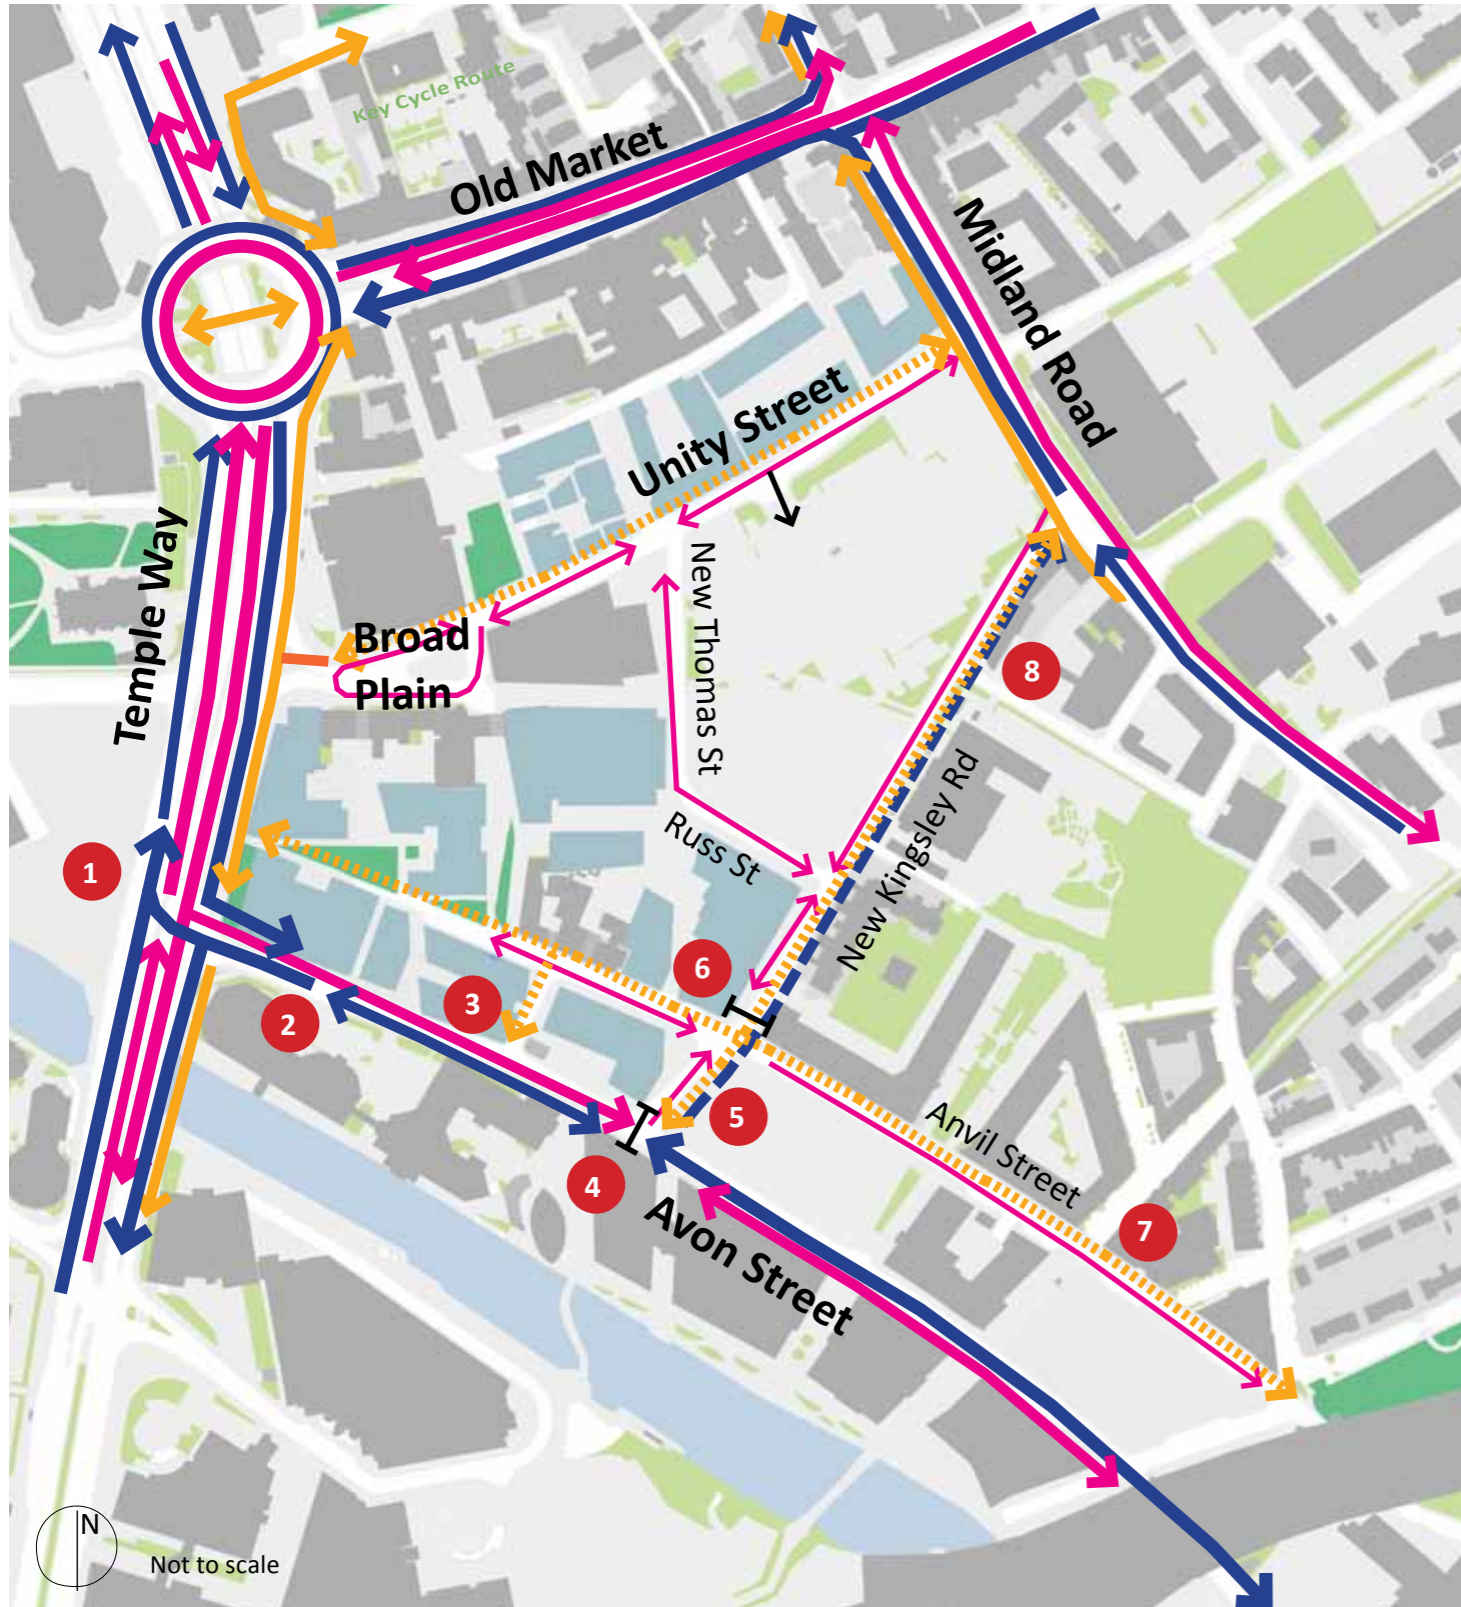 Key Cycle Route
Old Market
Midland Road
Unity Street
Temple Way
New Thomas St
Broad
Plain
8
New Kingsley Rd
Russ St
1
6
3
2
5
Anvil Street
4
7
Avon Street
N
Not to scale